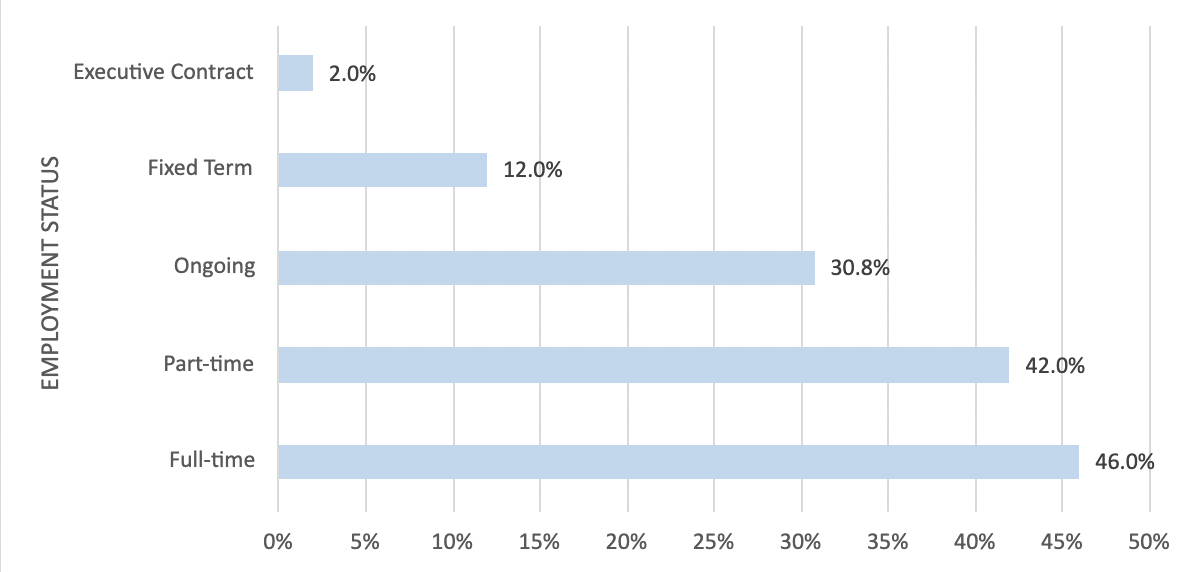 EMPLOYMENT STATUS
Executive Contract 2.0%
Fixed Term 12.0%
Ongoing 30.8%
Part-time 42.0%
Full-time 46.0%
0% 5% 10% 15% 20% 25% 30% 35% 40% 45% 50%